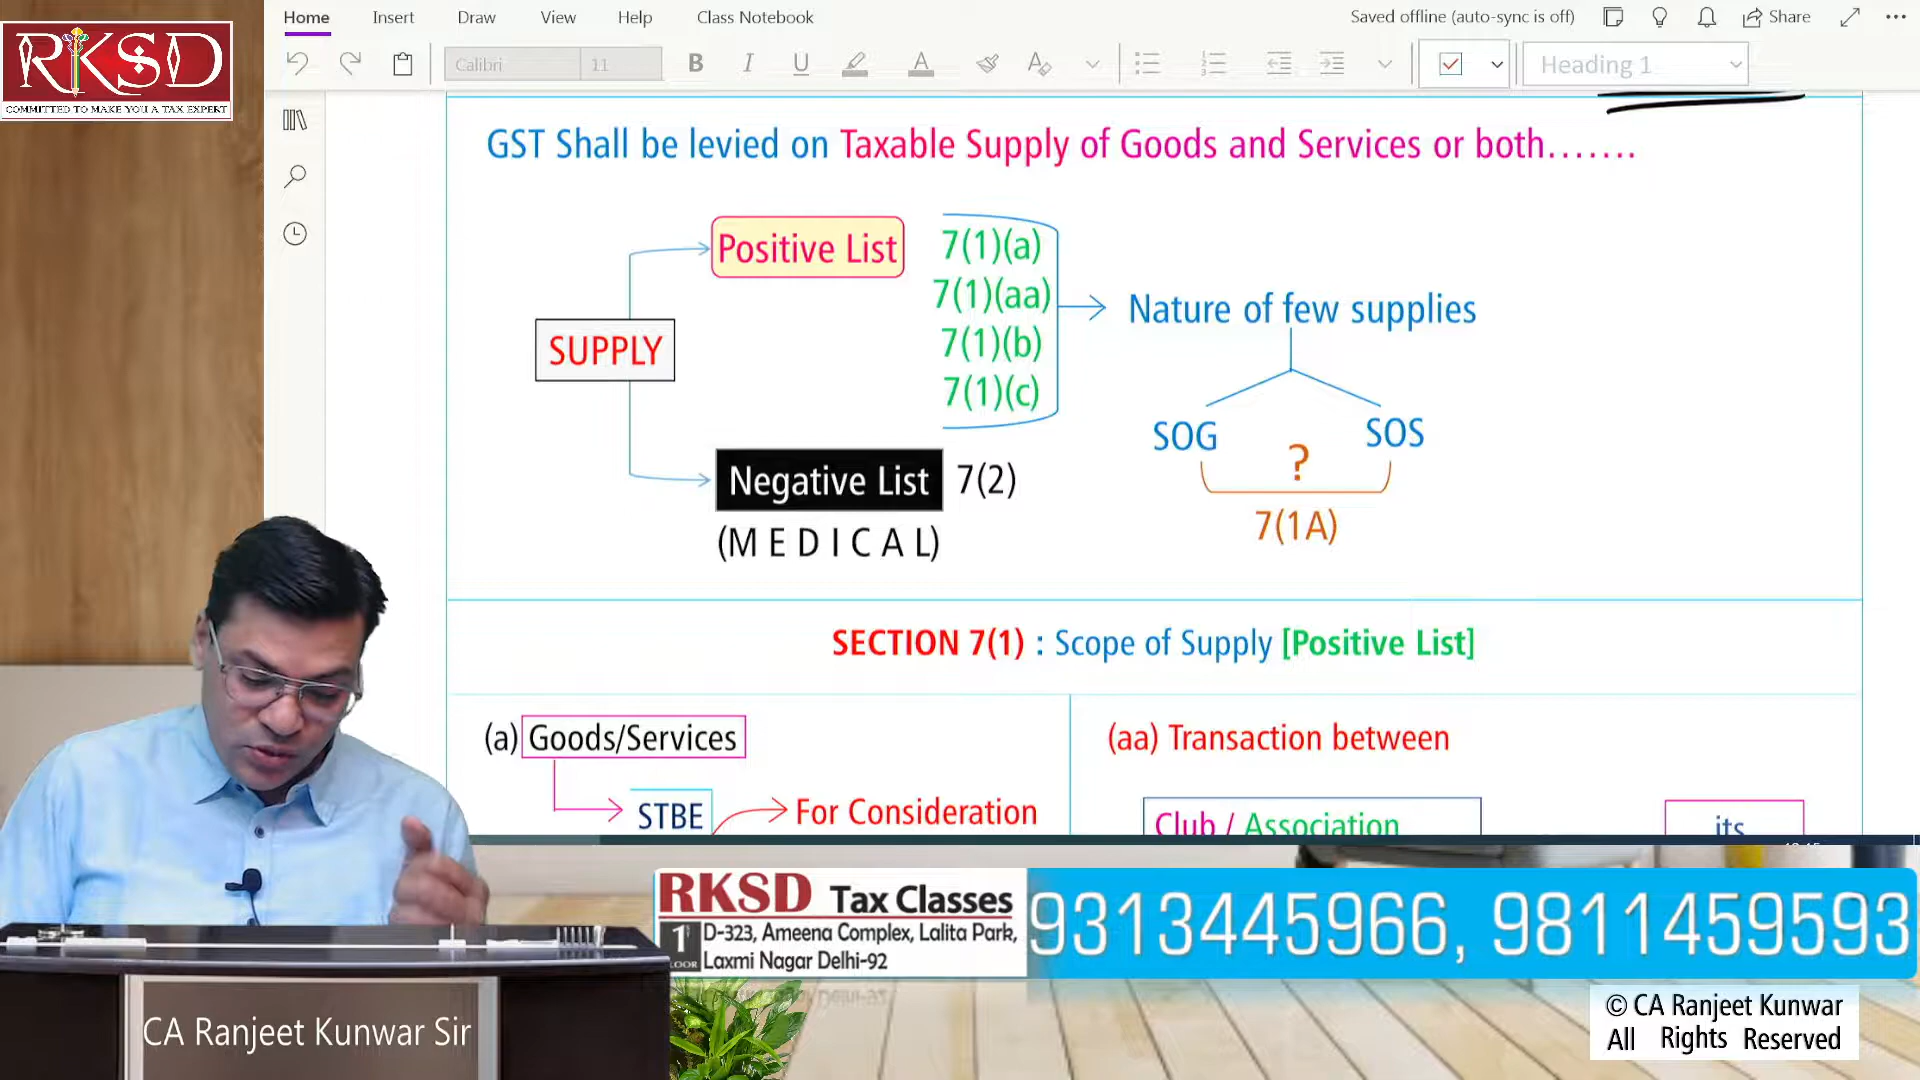 RKSD
COMMITTED TO MAKE YOU A TAX EXPERT
Home Insert Draw View Help Class Notebook
Saved offline (auto-sync is off) Share
Calibri 11 B I U A Heading 1
GST Shall be levied on Taxable Supply of Goods and Services or both.......
Positive List
7(1)(a)
7(1)(aa)
7(1)(b)
7(1)(c)
Nature of few supplies
SUPPLY
SOG ? SOS
7(1A)
Negative List 7(2)
(M E D I C A L)
SECTION 7(1) : Scope of Supply [Positive List]
(a) Goods/Services
STBE For Consideration
(aa) Transaction between
Club / Association its
RKSD Tax Classes
D-323, Ameena Complex, Lalita Park,
Laxmi Nagar Delhi-92
9313445966, 9811459593
CA Ranjeet Kunwar Sir
© CA Ranjeet Kunwar
All Rights Reserved